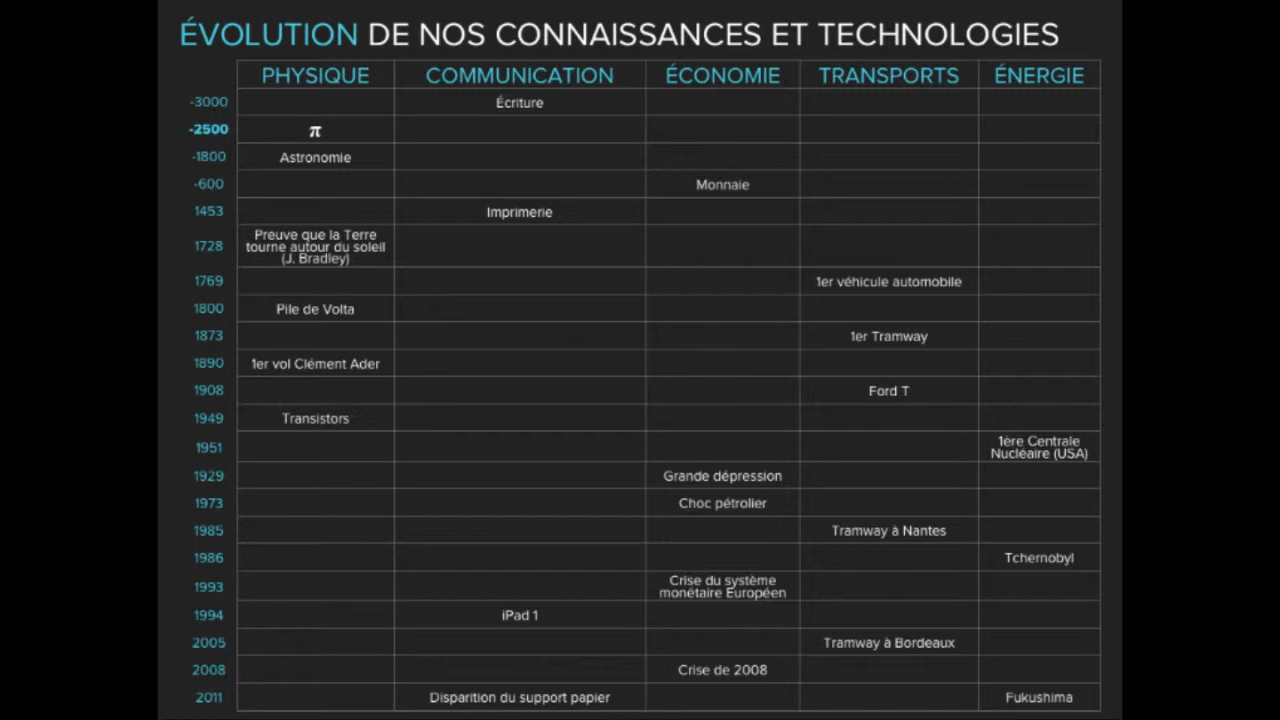 ÉVOLUTION DE NOS CONNAISSANCES ET TECHNOLOGIES
PHYSIQUE COMMUNICATION ÉCONOMIE TRANSPORTS ÉNERGIE
-3000 Écriture
-2500 π
-1800 Astronomie
-600 Monnaie
1453 Imprimerie
1728 Preuve que la Terre
tourne autour du soleil
(J. Bradley)
1769 1er véhicule automobile
1800 Pile de Volta
1873 1er Tramway
1890 1er vol Clément Ader
1908 Ford T
1949 Transistors
1951 1ère Centrale
Nucléaire (USA)
1929 Grande dépression
1973 Choc pétrolier
1985 Tramway à Nantes
1986 Tchernobyl
1993 Crise du système
monétaire Européen
1994 iPad 1
2005 Tramway à Bordeaux
2008 Crise de 2008
2011 Disparition du support papier Fukushima